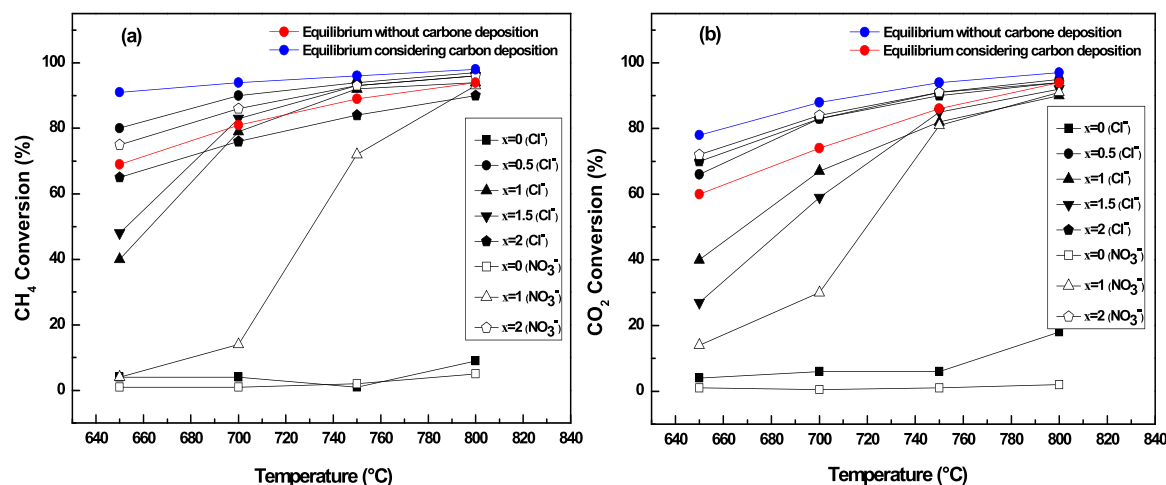 (a)
Equilibrium without carbone deposition
Equilibrium considering carbon deposition
CH4 Conversion (%)
100
80
60
40
20
0
x=0 (Cl-)
x=0.5 (Cl-)
x=1 (Cl-)
x=1.5 (Cl-)
x=2 (Cl-)
x=0 (NO3-)
x=1 (NO3-)
x=2 (NO3-)
640 660 680 700 720 740 760 780 800 820 840
Temperature (°C)
(b)
Equilibrium without carbone deposition
Equilibrium considering carbon deposition
CO2 Conversion (%)
100
80
60
40
20
0
x=0 (Cl-)
x=0.5 (Cl-)
x=1 (Cl-)
x=1.5 (Cl-)
x=2 (Cl-)
x=0 (NO3-)
x=1 (NO3-)
x=2 (NO3-)
640 660 680 700 720 740 760 780 800 820 840
Temperature (°C)